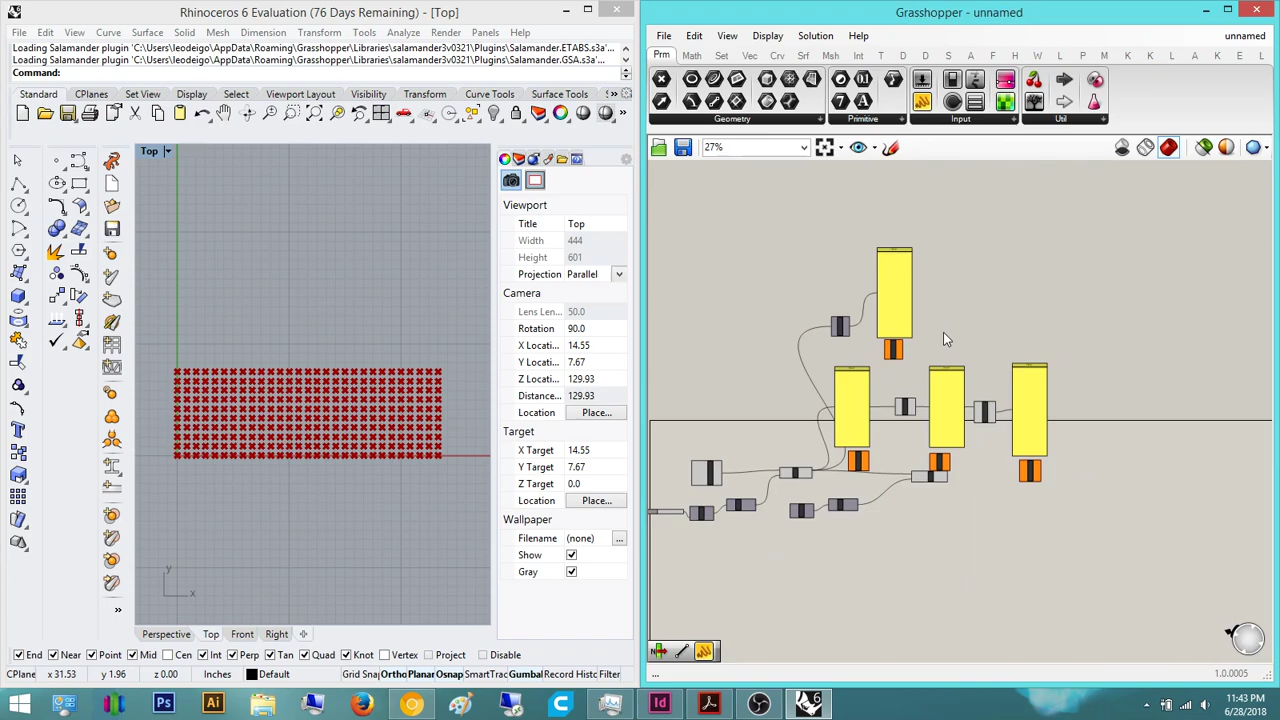 Rhinoceros 6 Evaluation (76 Days Remaining) - [Top]
File Edit View Curve Surface Solid Mesh Dimension Transform Tools Analyze Render Panels Help
Loading Salamander plugin 'C:\Users\leodeigo\AppData\Roaming\Grasshopper\Libraries\salamander3v0321\Plugins\Salamander.ETABS.s3a'...
Loading Salamander plugin 'C:\Users\leodeigo\AppData\Roaming\Grasshopper\Libraries\salamander3v0321\Plugins\Salamander.GSA.s3a'...
Command:
Standard CPlanes Set View Display Select Viewport Layout Visibility Transform Curve Tools Surface Tools
Top
y
x
Viewport
Title Top
Width 444
Height 601
Projection Parallel
Camera
Lens Len... 50.0
Rotation 90.0
X Locati... 14.55
Y Locati... 7.67
Z Locati... 129.93
Distance... 129.93
Location Place...
Target
X Target 14.55
Y Target 7.67
Z Target 0.0
Location Place...
Wallpaper
Filename (none) ...
Show
Gray
Perspective Top Front Right
End Near Point Mid Cen Int Perp Tan Quad Knot Vertex Project Disable
CPlane x 31.53 y 1.96 z 0.00 Inches Default Grid Snap Ortho Planar Osnap SmartTrac Gumbal Record Histo Filter
Grasshopper - unnamed
File Edit View Display Solution Help unnamed
Prm Math Set Vec Crv Srf Msh Int T D D S K K C H W L X L P M C A K E L
Geometry Primitive Input Util
27%
...
1.0.0005
11:43 PM
6/28/2018